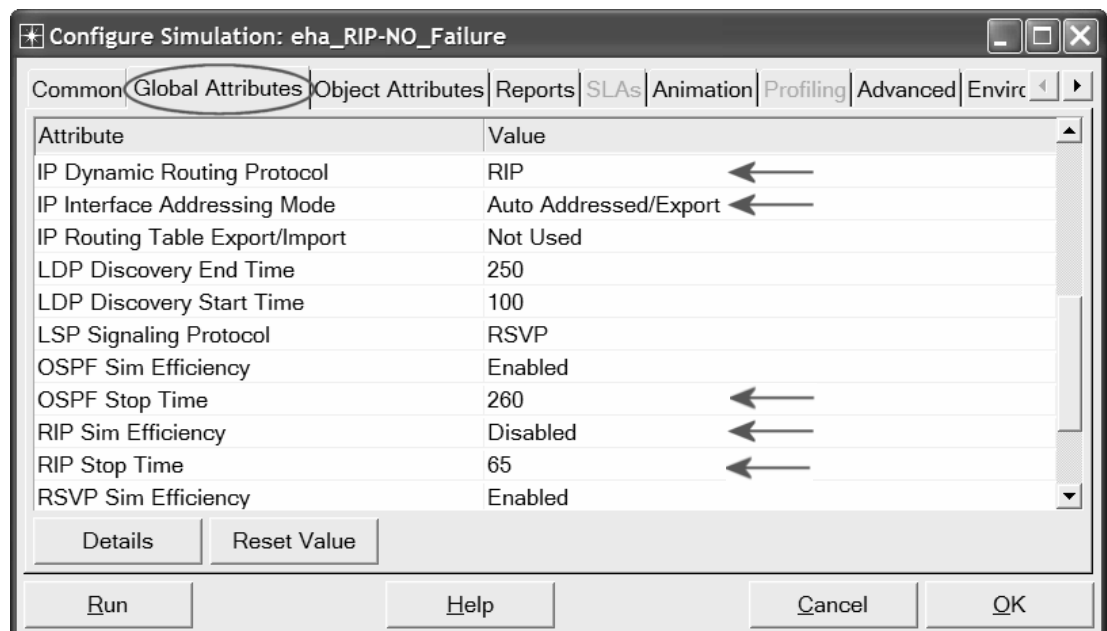 Configure Simulation: eha_RIP-NO_Failure
Common Global Attributes Object Attributes Reports SLAs Animation Profiling Advanced Envirc
Attribute Value
IP Dynamic Routing Protocol RIP
IP Interface Addressing Mode Auto Addressed/Export
IP Routing Table Export/Import Not Used
LDP Discovery End Time 250
LDP Discovery Start Time 100
LSP Signaling Protocol RSVP
OSPF Sim Efficiency Enabled
OSPF Stop Time 260
RIP Sim Efficiency Disabled
RIP Stop Time 65
RSVP Sim Efficiency Enabled
Details Reset Value
Run Help Cancel OK